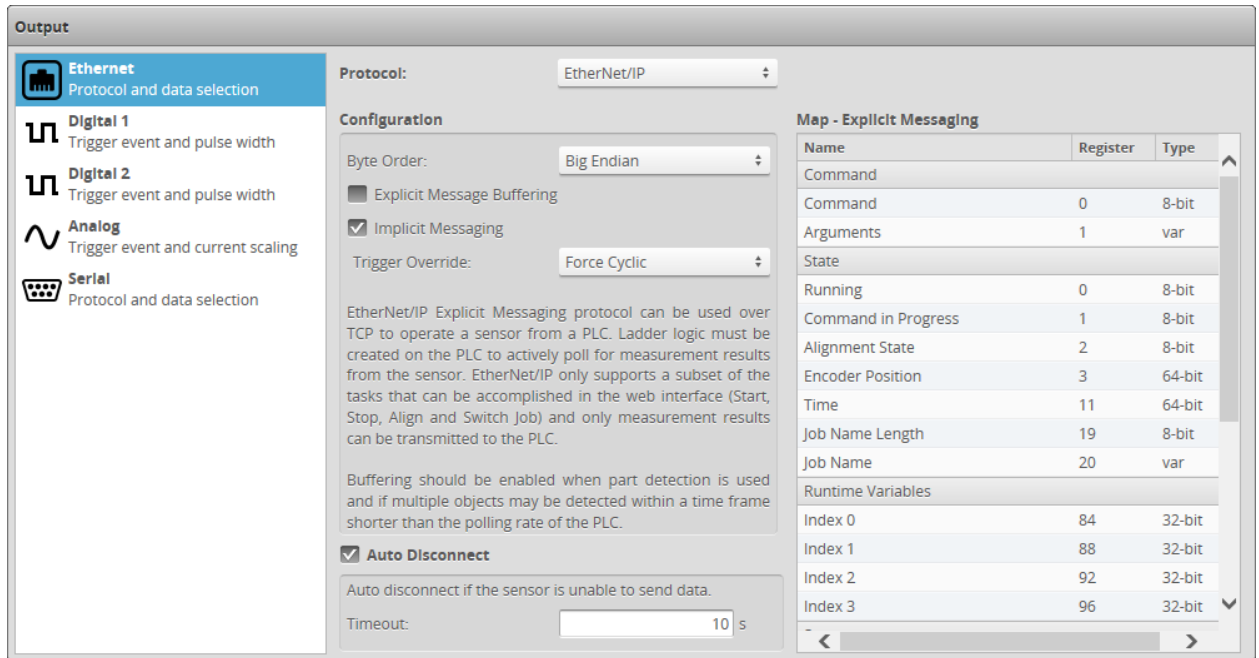 Output
Ethernet
Protocol and data selection
Digital 1
Trigger event and pulse width
Digital 2
Trigger event and pulse width
Analog
Trigger event and current scaling
Serial
Protocol and data selection
Protocol: EtherNet/IP
Configuration
Byte Order: Big Endian
Explicit Message Buffering
Implicit Messaging
Trigger Override: Force Cyclic
EtherNet/IP Explicit Messaging protocol can be used over
TCP to operate a sensor from a PLC. Ladder logic must be
created on the PLC to actively poll for measurement results
from the sensor. EtherNet/IP only supports a subset of the
tasks that can be accomplished in the web interface (Start,
Stop, Align and Switch Job) and only measurement results
can be transmitted to the PLC.
Buffering should be enabled when part detection is used
and if multiple objects may be detected within a time frame
shorter than the polling rate of the PLC.
Auto Disconnect
Auto disconnect if the sensor is unable to send data.
Timeout: 10 s
Map - Explicit Messaging
Name Register Type
Command
Command 0 8-bit
Arguments 1 var
State
Running 0 8-bit
Command in Progress 1 8-bit
Alignment State 2 8-bit
Encoder Position 3 64-bit
Time 11 64-bit
Job Name Length 19 8-bit
Job Name 20 var
Runtime Variables
Index 0 84 32-bit
Index 1 88 32-bit
Index 2 92 32-bit
Index 3 96 32-bit